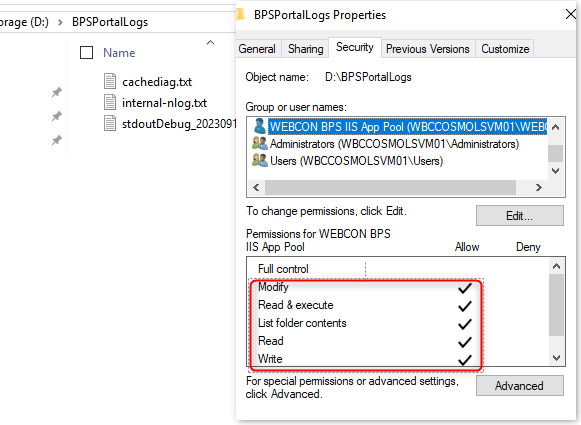 orage (D:) > BPSPortalLogs
Name
cachediag.txt
internal-nlog.txt
stdoutDebug_2023091
BPSPortalLogs Properties
General Sharing Security Previous Versions Customize
Object name: D:\BPSPortalLogs
Group or user names:
WEBCON BPS IIS App Pool (WBCCOSMOLSVM01\WEBC
Administrators (WBCCOSMOLSVM01\Administrators)
Users (WBCCOSMOLSVM01\Users)
To change permissions, click Edit. Edit...
Permissions for WEBCON BPS
IIS App Pool Allow Deny
Full control
Modify
Read & execute
List folder contents
Read
Write
For special permissions or advanced settings,
click Advanced. Advanced